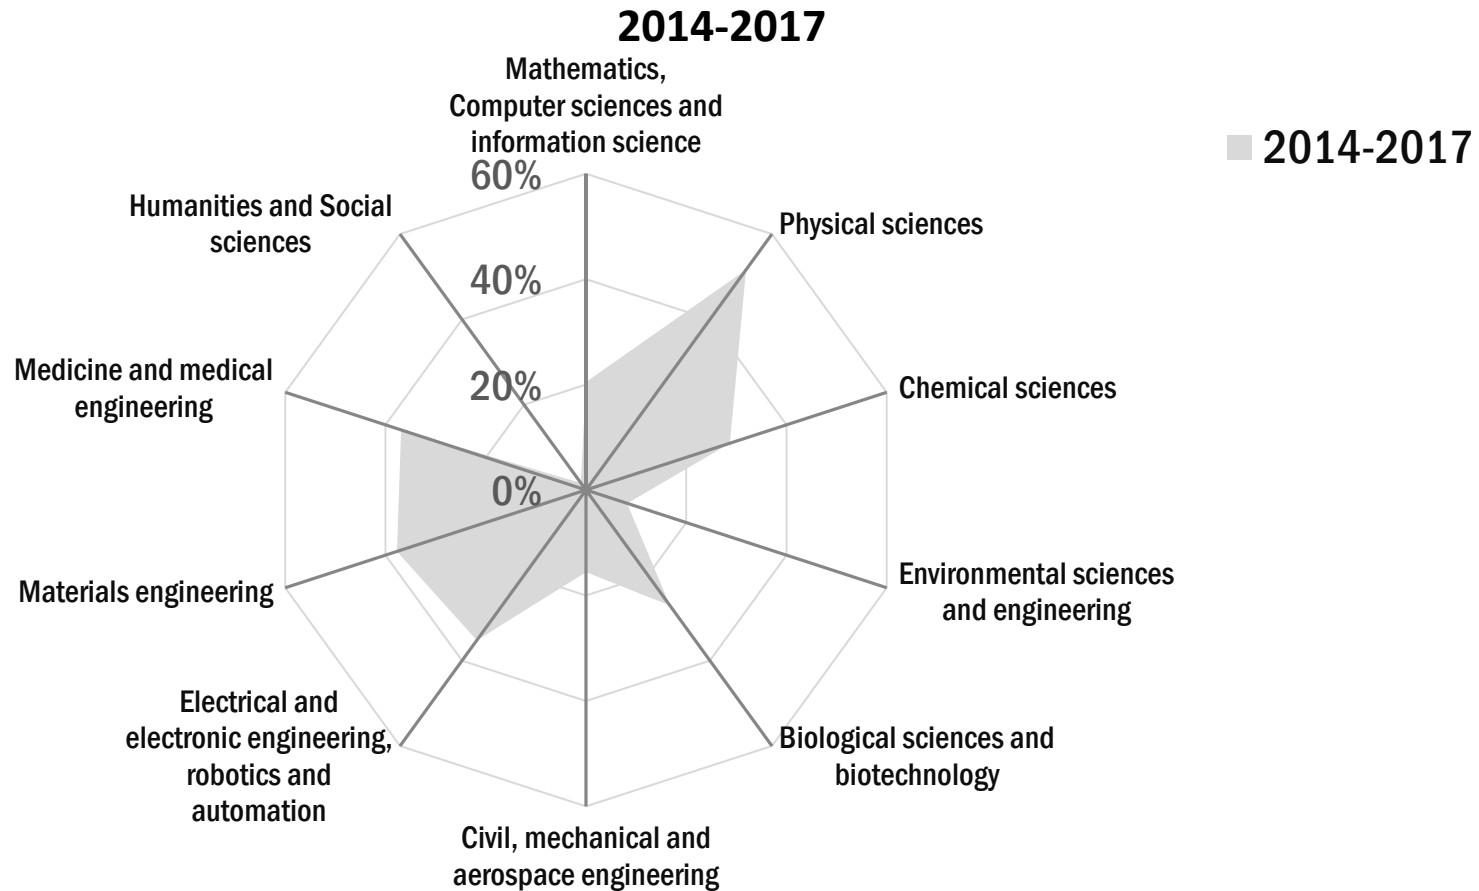 2014-2017
Mathematics,
Computer sciences and
information science
2014-2017
60%
Humanities and Social
sciences
Physical sciences
40%
20%
Medicine and medical
engineering
Chemical sciences
0%
Materials engineering
Environmental sciences
and engineering
Electrical and
electronic engineering,
robotics and
automation
Biological sciences and
biotechnology
Civil, mechanical and
aerospace engineering